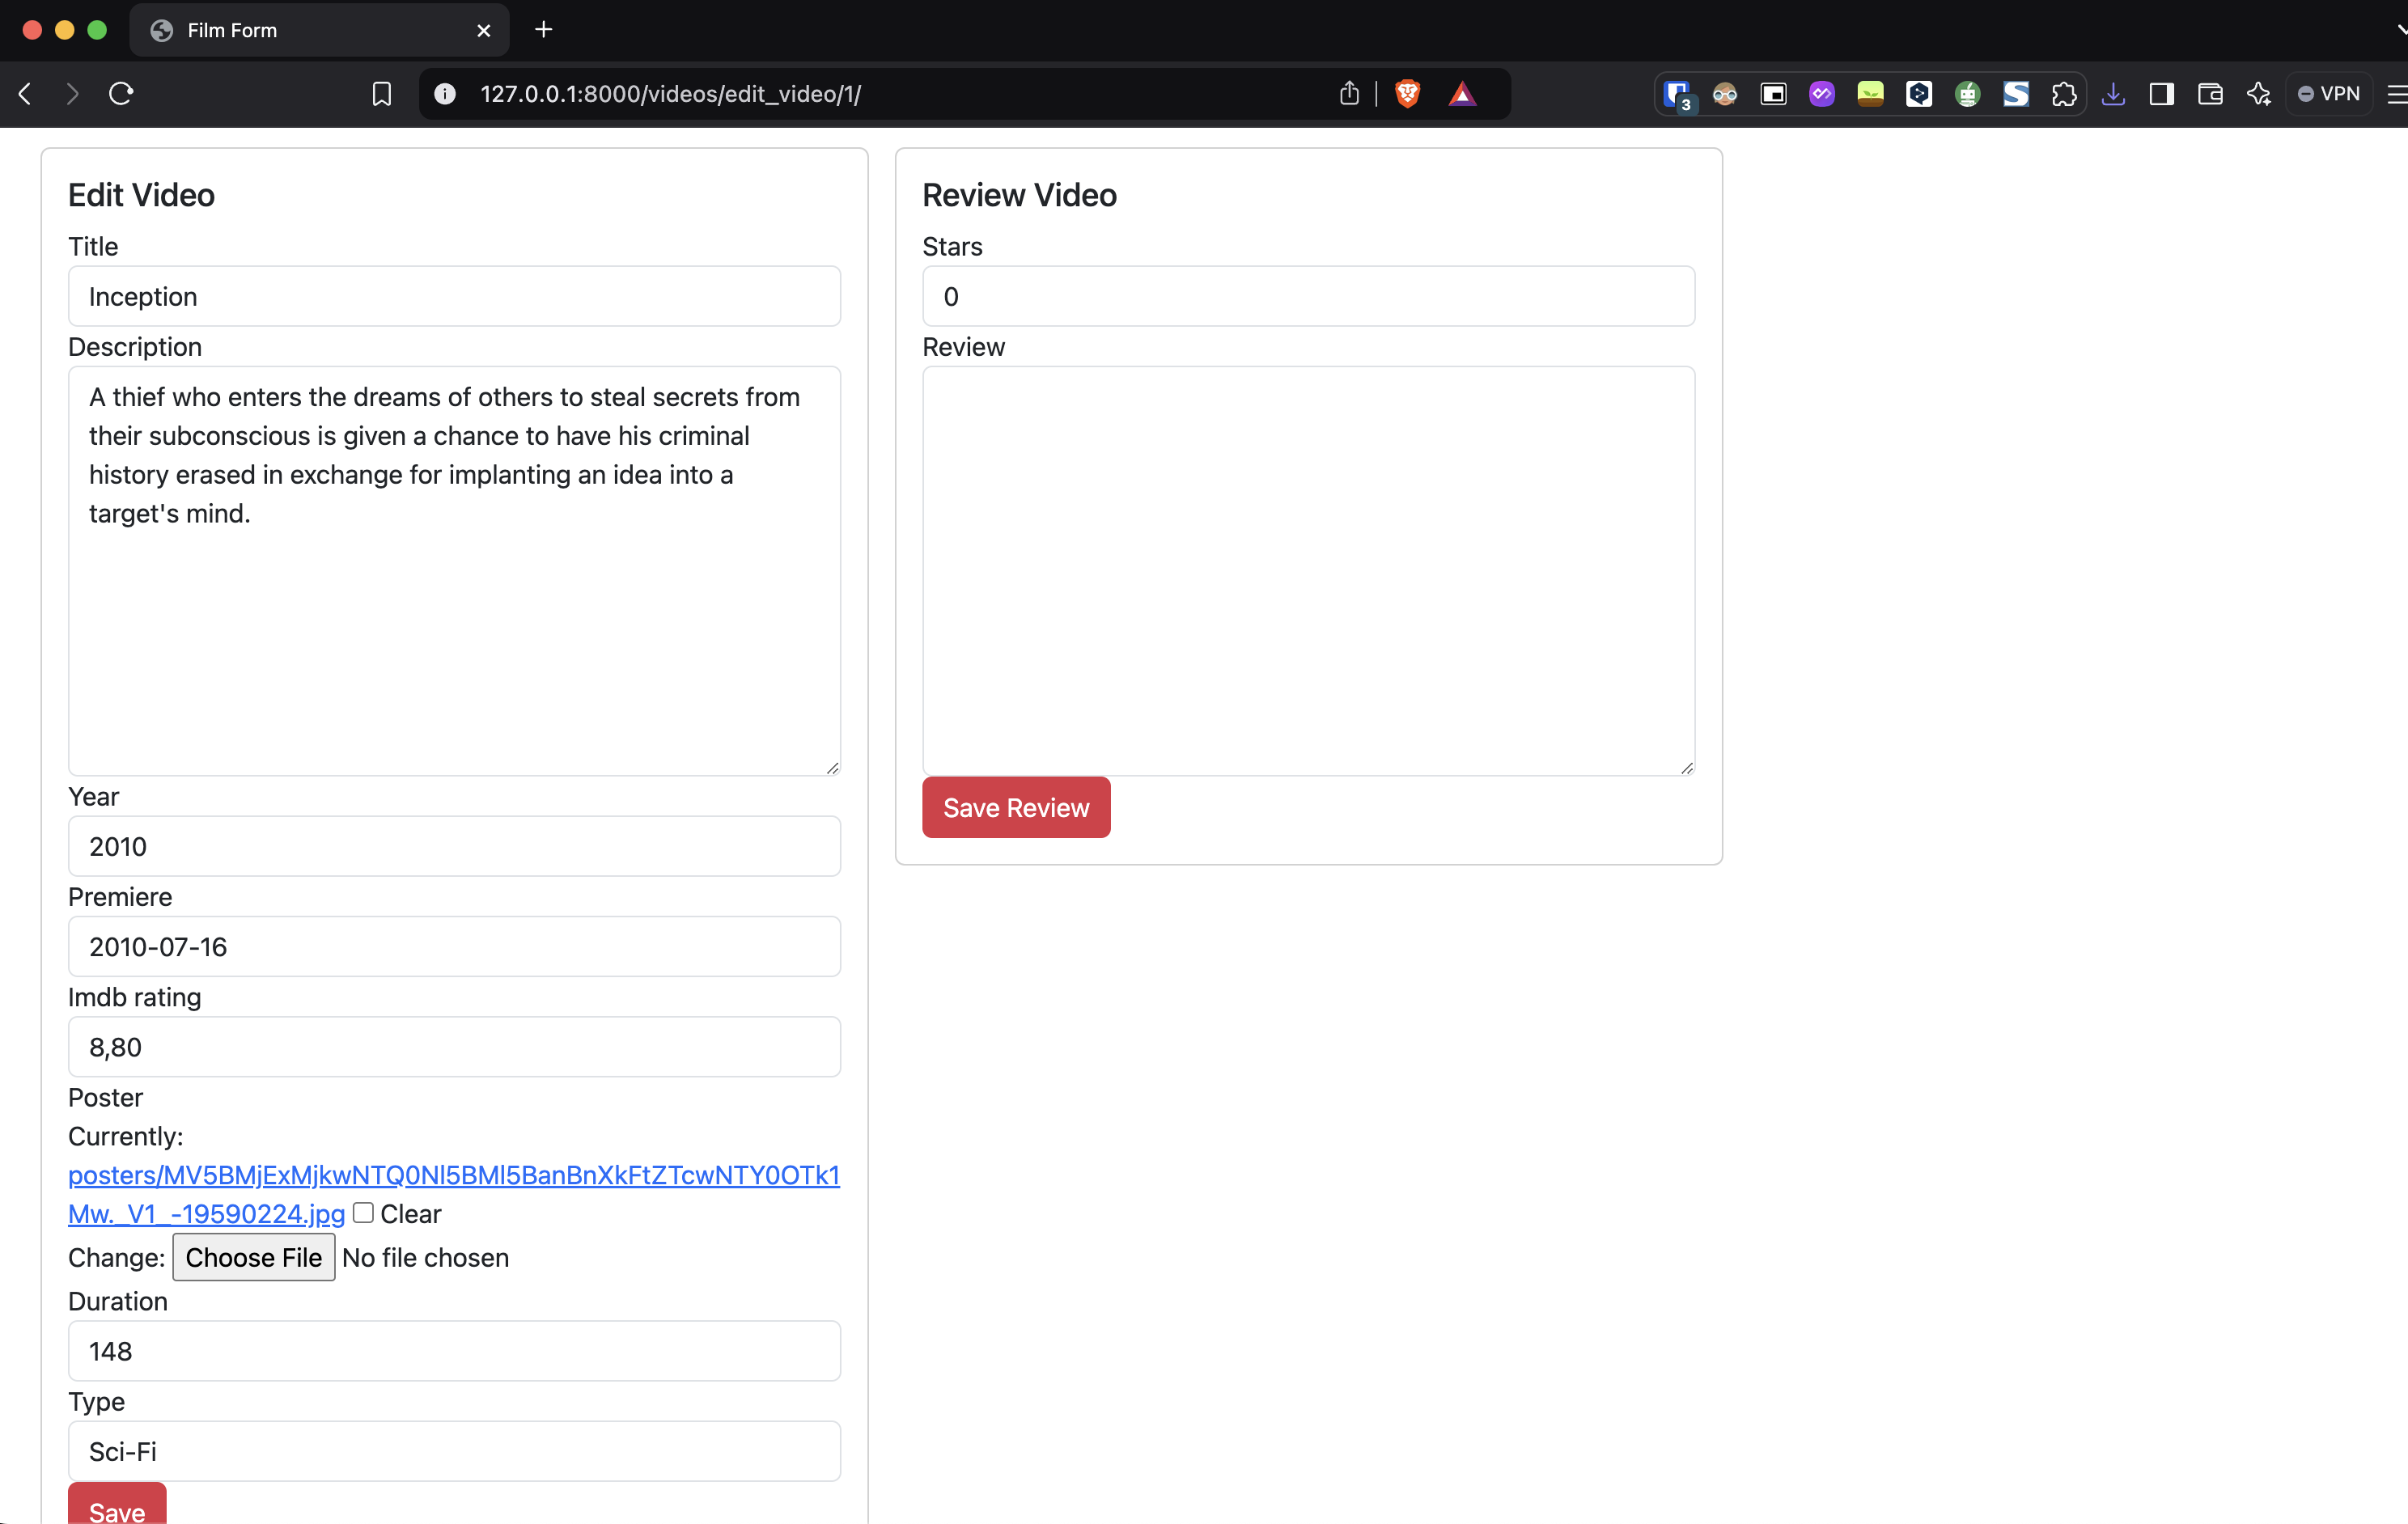 Film Form
127.0.0.1:8000/videos/edit_video/1/
3
VPN
Edit Video
Title
Inception
Description
A thief who enters the dreams of others to steal secrets from
their subconscious is given a chance to have his criminal
history erased in exchange for implanting an idea into a
target's mind.
Year
2010
Premiere
2010-07-16
Imdb rating
8,80
Poster
Currently:
posters/MV5BMjExMjkwNTQ0Nl5BMl5BanBnXkFtZTcwNTY0OTk1
Mw._V1_-19590224.jpg Clear
Change: Choose File No file chosen
Duration
148
Type
Sci-Fi
Save
Review Video
Stars
0
Review
Save Review